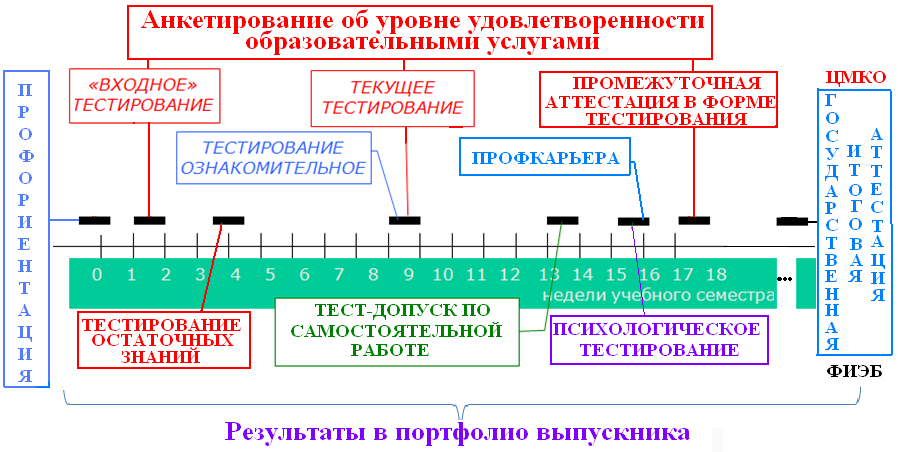 Анкетирование об уровне удовлетворенности
образовательными услугами
ПРОФОРИЕНТАЦИЯ
«ВХОДНОЕ»
ТЕСТИРОВАНИЕ
ТЕКУЩЕЕ
ТЕСТИРОВАНИЕ
ПРОМЕЖУТОЧНАЯ
АТТЕСТАЦИЯ В ФОРМЕ
ТЕСТИРОВАНИЯ
ЦМКО
ГОСУДАРСТВЕННАЯ
ИТОГОВАЯ
АТТЕСТАЦИЯ
ТЕСТИРОВАНИЕ
ОЗНАКОМИТЕЛЬНОЕ
ПРОФКАРЬЕРА
0 1 2 3 4 5 6 7 8 9 10 11 12 13 14 15 16 17 18 ...
недели учебного семестра
ТЕСТИРОВАНИЕ
ОСТАТОЧНЫХ
ЗНАНИЙ
ТЕСТ-ДОПУСК ПО
САМОСТОЯТЕЛЬНОЙ
РАБОТЕ
ПСИХОЛОГИЧЕСКОЕ
ТЕСТИРОВАНИЕ
ФИЭБ
Результаты в портфолио выпускника